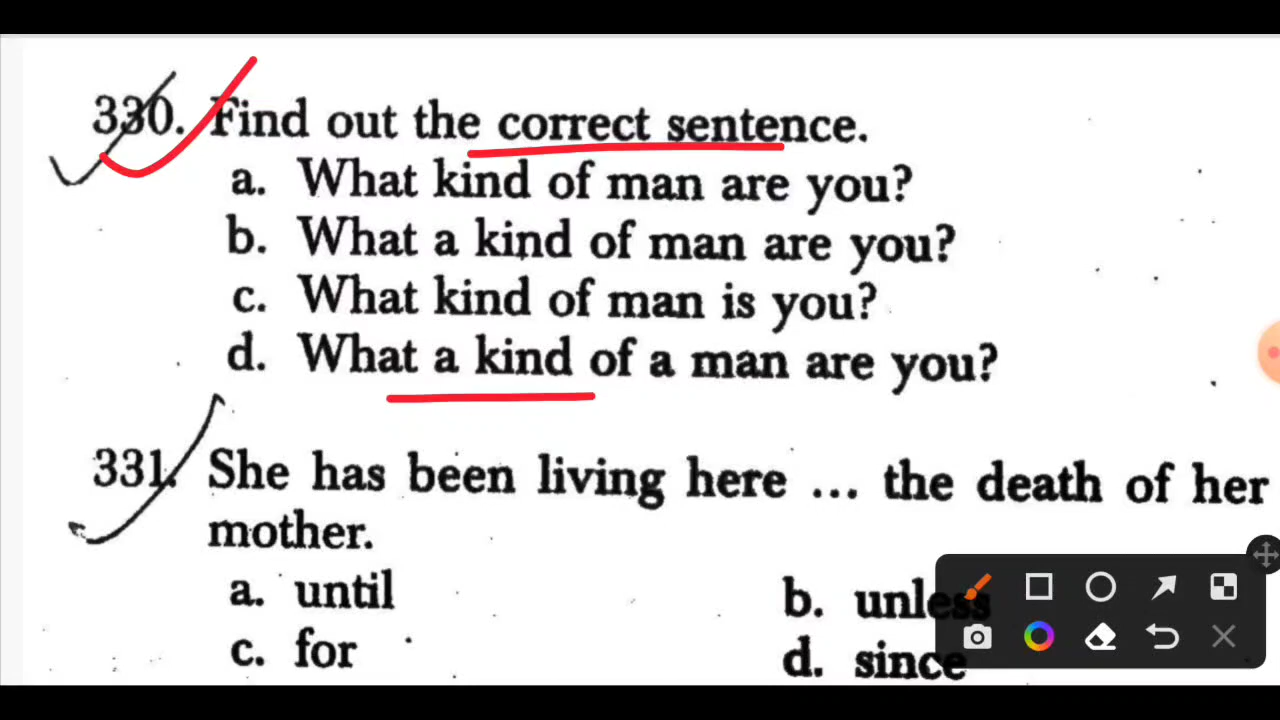 330. Find out the correct sentence.
a. What kind of man are you?
b. What a kind of man are you?
c. What kind of man is you?
d. What a kind of a man are you?
331. She has been living here ... the death of her
mother.
a. until b. unless
c. for d. since